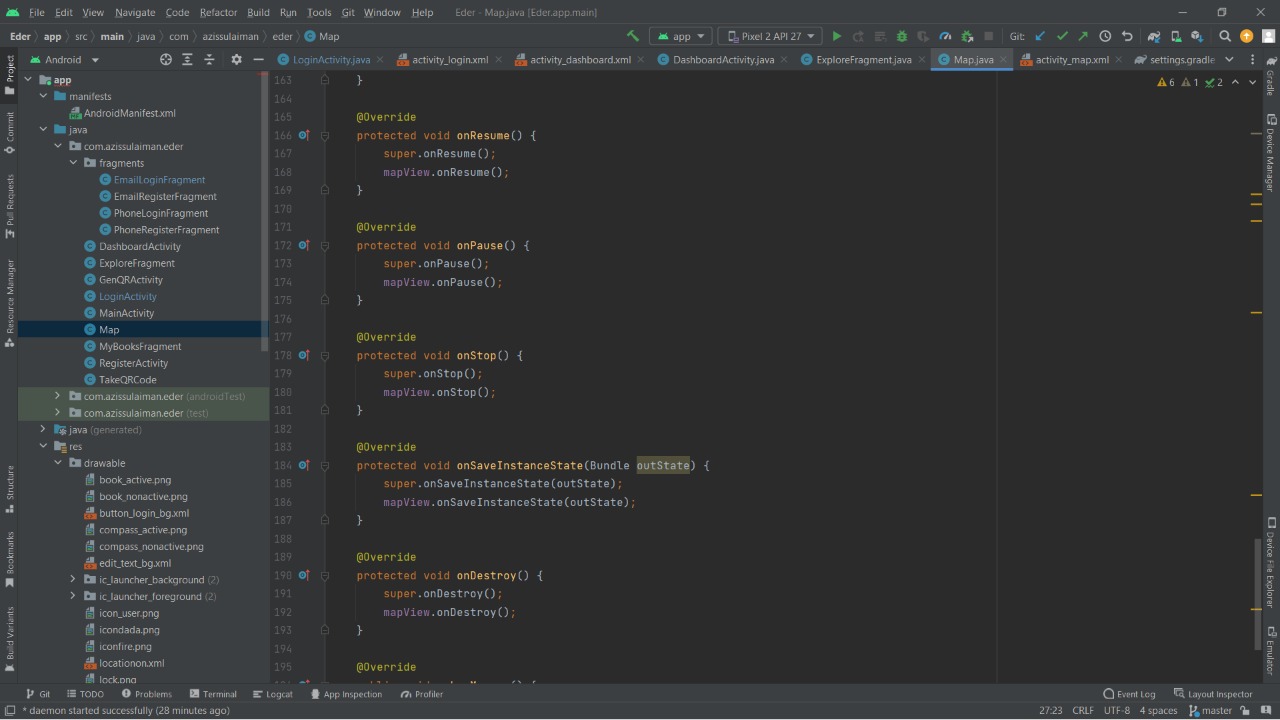 File Edit View Navigate Code Refactor Build Run Tools Git Window Help Eder - Map.java [Eder.app.main]
Eder app src main java com azissulaiman eder Map app Pixel 2 API 27 Git:
Android LoginActivity.java activity_login.xml activity_dashboard.xml DashboardActivity.java ExploreFragment.java Map.java activity_map.xml settings.gradle
6 1 2
Project
Commit
Pull Requests
Resource Manager
Structure
Bookmarks
Build Variants
app
manifests
AndroidManifest.xml
java
com.azissulaiman.eder
fragments
EmailLoginFragment
EmailRegisterFragment
PhoneLoginFragment
PhoneRegisterFragment
DashboardActivity
ExploreFragment
GenQRActivity
LoginActivity
MainActivity
Map
MyBooksFragment
RegisterActivity
TakeQRCode
com.azissulaiman.eder (androidTest)
com.azissulaiman.eder (test)
java (generated)
res
drawable
book_active.png
book_nonactive.png
button_login_bg.xml
compass_active.png
compass_nonactive.png
edit_text_bg.xml
ic_launcher_background (2)
ic_launcher_foreground (2)
icon_user.png
icondada.png
iconfire.png
locationon.xml
lock.png
163 }
164
165 @Override
166 protected void onResume() {
167 super.onResume();
168 mapView.onResume();
169 }
170
171 @Override
172 protected void onPause() {
173 super.onPause();
174 mapView.onPause();
175 }
176
177 @Override
178 protected void onStop() {
179 super.onStop();
180 mapView.onStop();
181 }
182
183 @Override
184 protected void onSaveInstanceState(Bundle outState) {
185 super.onSaveInstanceState(outState);
186 mapView.onSaveInstanceState(outState);
187 }
188
189 @Override
190 protected void onDestroy() {
191 super.onDestroy();
192 mapView.onDestroy();
193 }
194
195 @Override
Gradle
Device Manager
Device File Explorer
Emulator
Git TODO Problems Terminal Logcat App Inspection Profiler Event Log Layout Inspector
* daemon started successfully (28 minutes ago) 27:23 CRLF UTF-8 4 spaces master